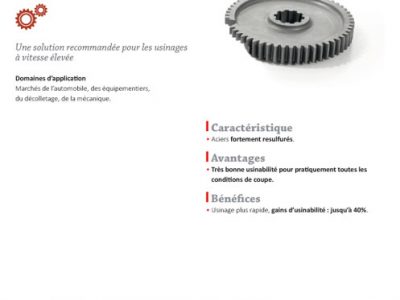 Une solution recommandée pour les usinages
à vitesse élevée
Domaines d'application
Marchés de l'automobile, des équipementiers,
du décolletage, de la mécanique.
Caractéristique
• Aciers fortement resulfurés.
Avantages
• Très bonne usinabilité pour pratiquement toutes les
conditions de coupe.
Bénéfices
• Usinage plus rapide, gains d'usinabilité : jusqu'à 40%.